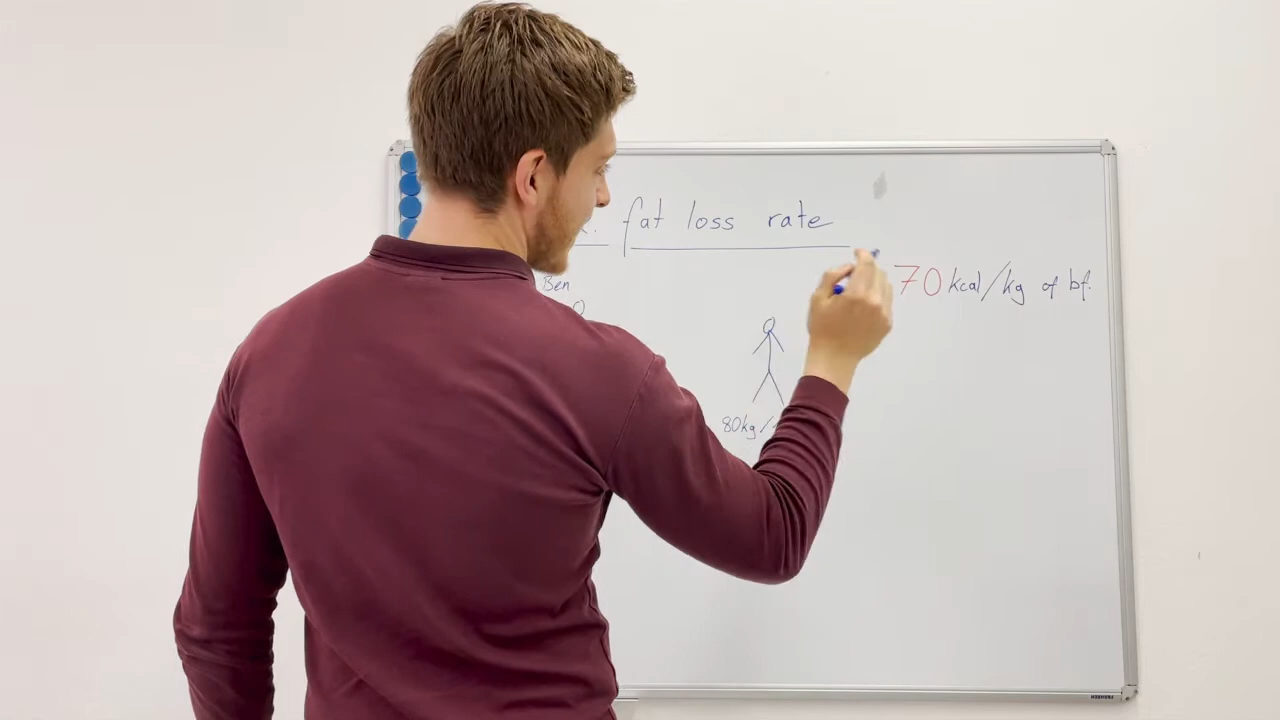 fat loss rate
70 kcal/kg of bf.
Ben
80kg/